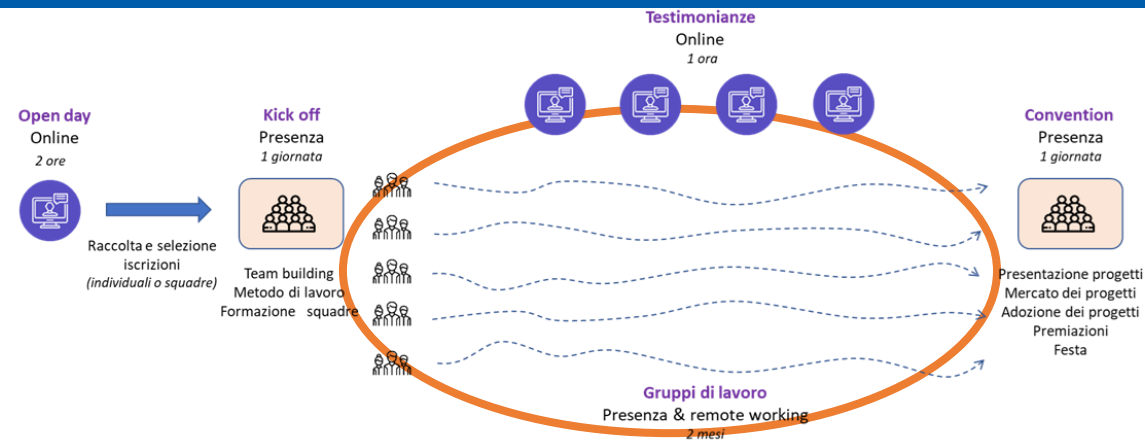 Testimonianze
Online
1 ora
Open day
Online
2 ore
Raccolta e selezione
iscrizioni
(individuali o squadre)
Kick off
Presenza
1 giornata
Team building
Metodo di lavoro
Formazione squadre
Gruppi di lavoro
Presenza & remote working
2 mesi
Convention
Presenza
1 giornata
Presentazione progetti
Mercato dei progetti
Adozione dei progetti
Premiazioni
Festa